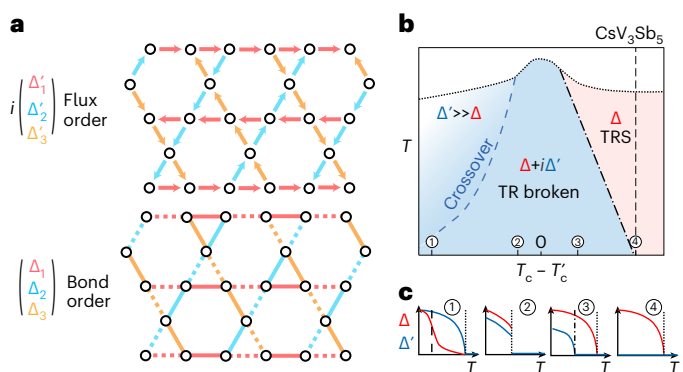 a
i
Δ′1
Δ′2
Δ′3
Flux
order
Δ1
Δ2
Δ3
Bond
order
b
CsV3Sb5
T
Δ′>>Δ
Crossover
Δ+iΔ′
TR broken
Δ
TRS
① ② 0 ③ ④
Tc – T′c
c
Δ
Δ′
① ② ③ ④
T T T T